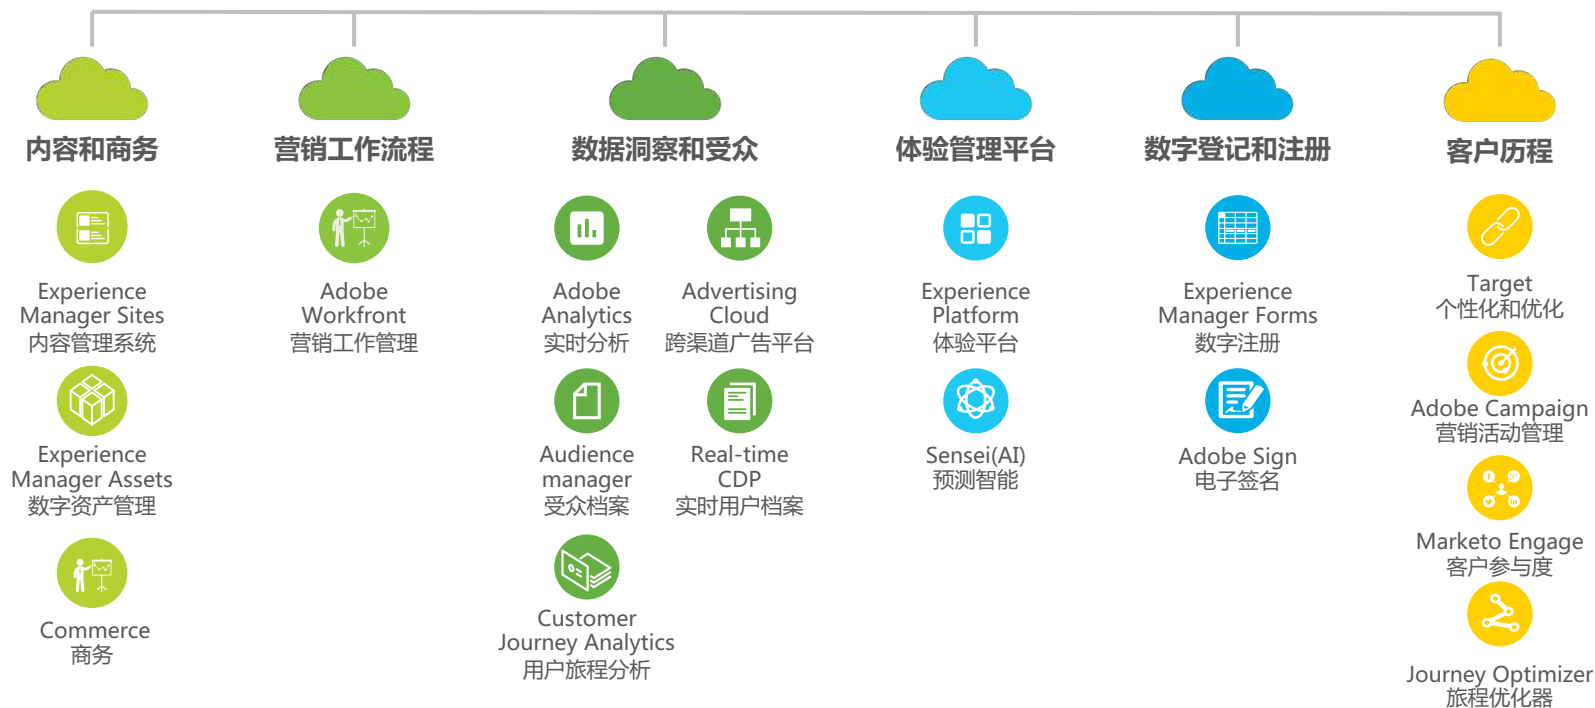 内容和商务
Experience
Manager Sites
内容管理系统
Experience
Manager Assets
数字资产管理
Commerce
商务
营销工作流程
Adobe
Workfront
营销工作管理
数据洞察和受众
Adobe
Analytics
实时分析
Advertising
Cloud
跨渠道广告平台
Audience
manager
受众档案
Real-time
CDP
实时用户档案
Customer
Journey Analytics
用户旅程分析
体验管理平台
Experience
Platform
体验平台
Sensei(AI)
预测智能
数字登记和注册
Experience
Manager Forms
数字注册
Adobe Sign
电子签名
客户历程
Target
个性化和优化
Adobe Campaign
营销活动管理
Marketo Engage
客户参与度
Journey Optimizer
旅程优化器